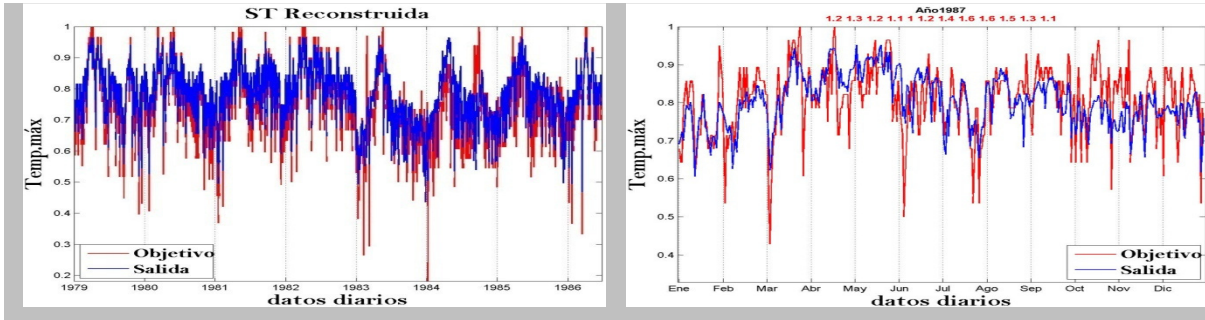 ST Reconstruida
Temp.máx
1
0.9
0.8
0.7
0.6
0.5
0.4
0.3
0.2
Objetivo
Salida
1979 1980 1981 1982 1983 1984 1985 1986
datos diarios
Año1987
1.2 1.3 1.2 1.1 1 1.2 1.4 1.6 1.6 1.5 1.3 1.1
Temp.máx
1
0.9
0.8
0.7
0.6
0.5
0.4
Objetivo
Salida
Ene Feb Mar Abr May Jun Jul Ago Sep Oct Nov Dic
datos diarios